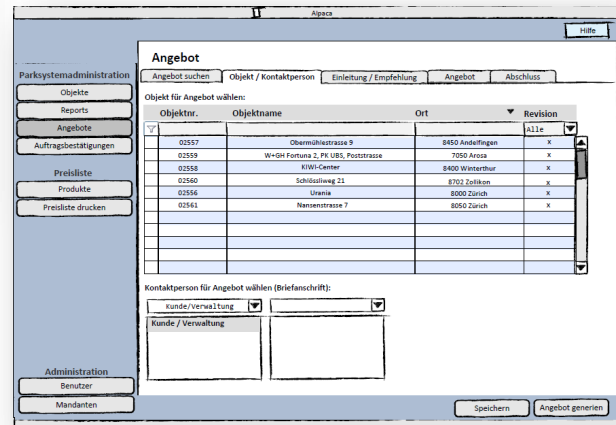 Alpaca
Hilfe
Angebot
Parksystemadministration
Objekte
Reports
Angebote
Auftragsbestätigungen
Preisliste
Produkte
Preisliste drucken
Administration
Benutzer
Mandanten
Angebot suchen Objekt / Kontaktperson Einleitung / Empfehlung Angebot Abschluss
Objekt für Angebot wählen:
Objektnr. Objektname Ort Revision
Alle
02557 Obermühlestrasse 9 8450 Andelfingen x
02559 W+GH Fortuna 2, PK UBS, Poststrasse 7050 Arosa x
02558 KIWI-Center 8400 Winterthur x
02560 Schlössliweg 21 8702 Zollikon x
02556 Urania 8000 Zürich x
02561 Nansenstrasse 7 8050 Zürich x
Kontaktperson für Angebot wählen (Briefanschrift):
Kunde/Verwaltung
Kunde / Verwaltung
Speichern Angebot generien